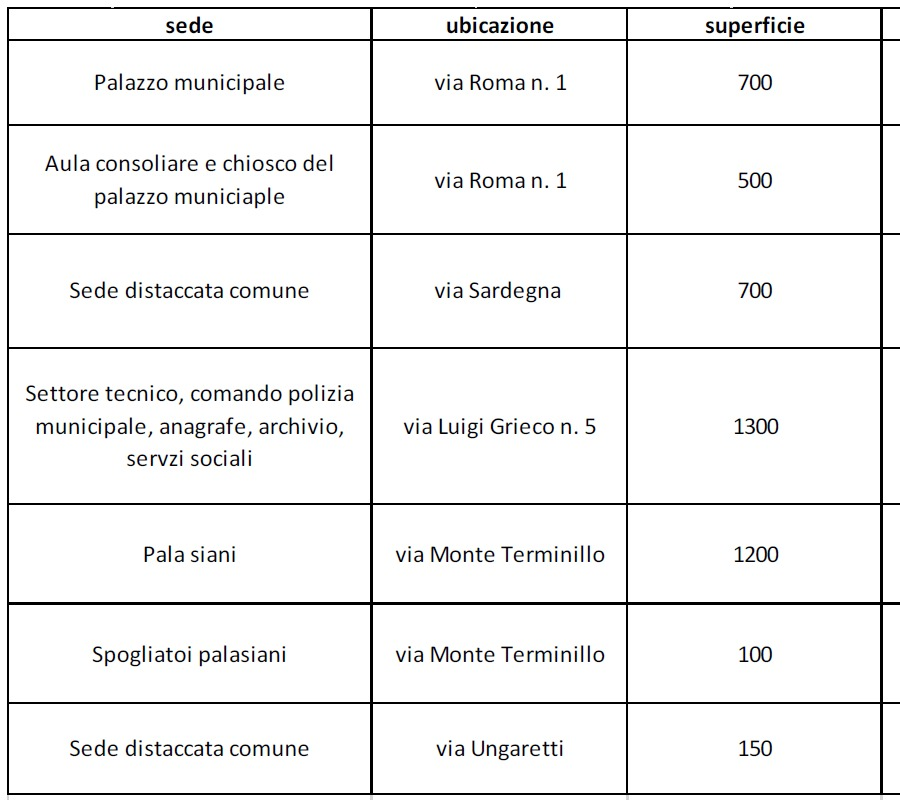 sede ubicazione superficie
Palazzo municipale via Roma n. 1 700
Aula consoliare e chiosco del
palazzo municiaple via Roma n. 1 500
Sede distaccata comune via Sardegna 700
Settore tecnico, comando polizia
municipale, anagrafe, archivio, via Luigi Grieco n. 5 1300
servzi sociali
Pala siani via Monte Terminillo 1200
Spogliatoi palasiani via Monte Terminillo 100
Sede distaccata comune via Ungaretti 150